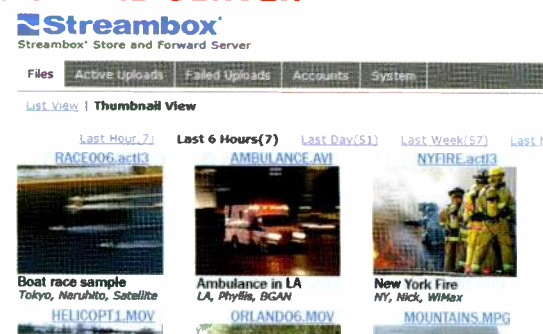 Streambox®
Streambox® Store and Forward Server
Files Active Uploads Failed Uploads Accounts System
List View | Thumbnail View
Last Hour(7) Last 6 Hours(7) Last Day(51) Last Week(57) Last
RACE006.actl3 AMBULANCE.AVI NYFIRE.actl3
Boat race sample Ambulance in LA New York Fire
Tokyo, Naruhito, Satellite LA, Phyllis, BGAN NY, Nick, WiMax
HELICOPT1.MOV ORLANDO6.MOV MOUNTAINS.MPG